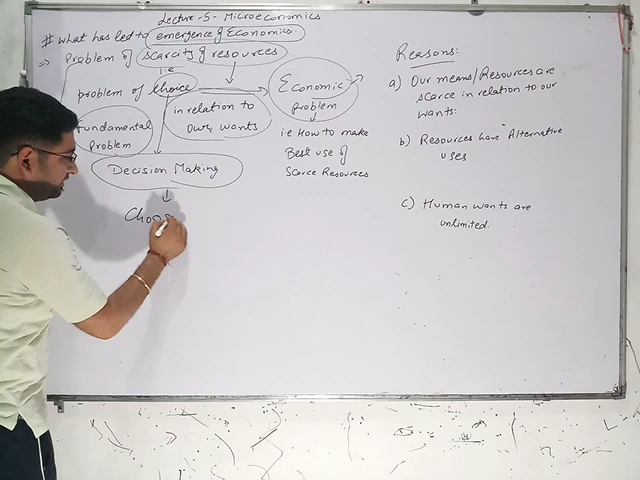 Lecture-5- Microeconomics
# What has led to emergence of Economics.
⇒ Problem of scarcity of resources
i.e
problem of choice
in relation to
our wants
Fundamental
Problem
Decision Making
Choos
Economic
problem
i.e How to make
Best use of
Scarce Resources
Reasons:
a) Our means/Resources are
scarce in relation to our
wants.
b) Resources have Alternative
uses
c) Human wants are
unlimited.